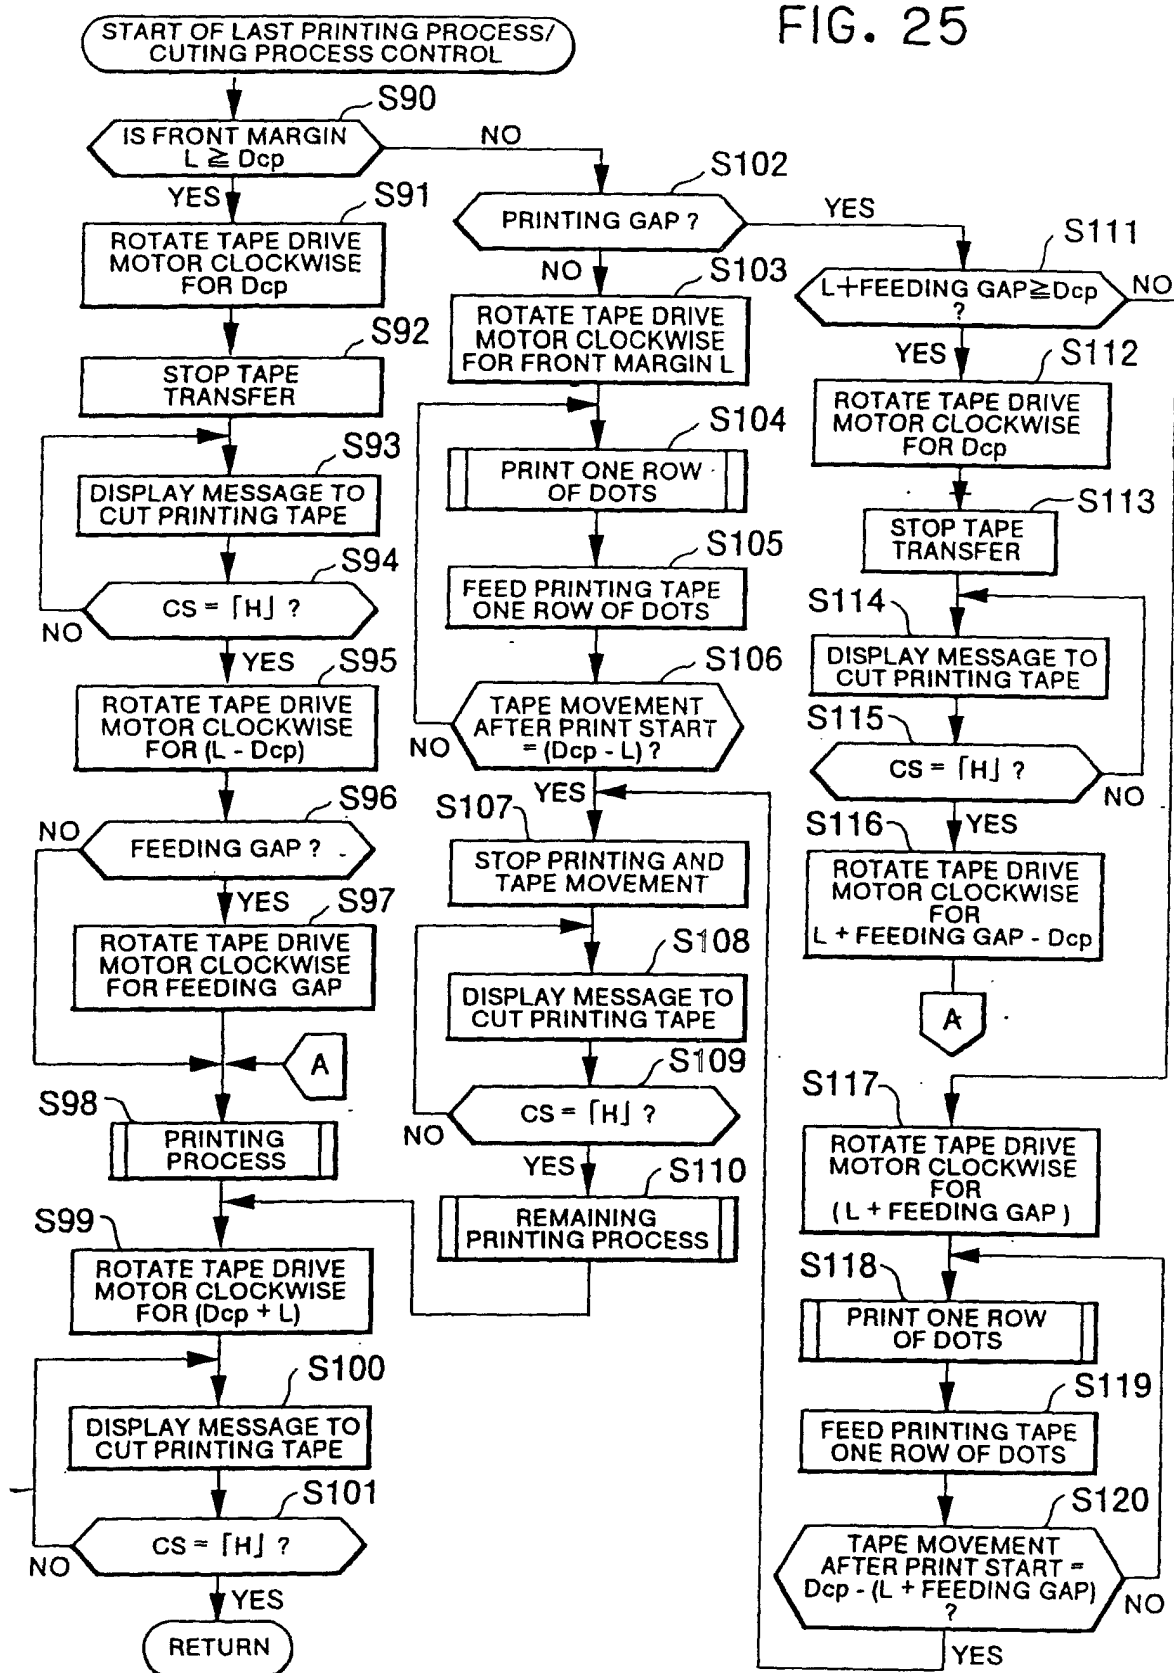 FIG. 25
START OF LAST PRINTING PROCESS/
CUTING PROCESS CONTROL
S90
IS FRONT MARGIN
L ≧ Dcp
NO
YES
S91
ROTATE TAPE DRIVE
MOTOR CLOCKWISE
FOR Dcp
S92
STOP TAPE
TRANSFER
S93
DISPLAY MESSAGE TO
CUT PRINTING TAPE
S94
CS = ⌈H⌋ ?
NO
YES
S95
ROTATE TAPE DRIVE
MOTOR CLOCKWISE
FOR (L - Dcp)
S96
NO
FEEDING GAP ?
YES
S97
ROTATE TAPE DRIVE
MOTOR CLOCKWISE
FOR FEEDING GAP
A
S98
PRINTING
PROCESS
S99
ROTATE TAPE DRIVE
MOTOR CLOCKWISE
FOR (Dcp + L)
S100
DISPLAY MESSAGE TO
CUT PRINTING TAPE
S101
CS = ⌈H⌋ ?
NO
YES
RETURN
S102
PRINTING GAP ?
YES
NO
S103
ROTATE TAPE DRIVE
MOTOR CLOCKWISE
FOR FRONT MARGIN L
S104
PRINT ONE ROW
OF DOTS
S105
FEED PRINTING TAPE
ONE ROW OF DOTS
S106
TAPE MOVEMENT
AFTER PRINT START
= (Dcp - L) ?
NO
YES
S107
STOP PRINTING AND
TAPE MOVEMENT
S108
DISPLAY MESSAGE TO
CUT PRINTING TAPE
S109
CS = ⌈H⌋ ?
NO
YES
S110
REMAINING
PRINTING PROCESS
S111
L+FEEDING GAP≧Dcp
?
NO
YES
S112
ROTATE TAPE DRIVE
MOTOR CLOCKWISE
FOR Dcp
S113
STOP TAPE
TRANSFER
S114
DISPLAY MESSAGE TO
CUT PRINTING TAPE
S115
CS = ⌈H⌋ ?
NO
YES
S116
ROTATE TAPE DRIVE
MOTOR CLOCKWISE
FOR
L + FEEDING GAP - Dcp
A
S117
ROTATE TAPE DRIVE
MOTOR CLOCKWISE
FOR
(L + FEEDING GAP )
S118
PRINT ONE ROW
OF DOTS
S119
FEED PRINTING TAPE
ONE ROW OF DOTS
S120
TAPE MOVEMENT
AFTER PRINT START =
Dcp - (L + FEEDING GAP)
?
NO
YES